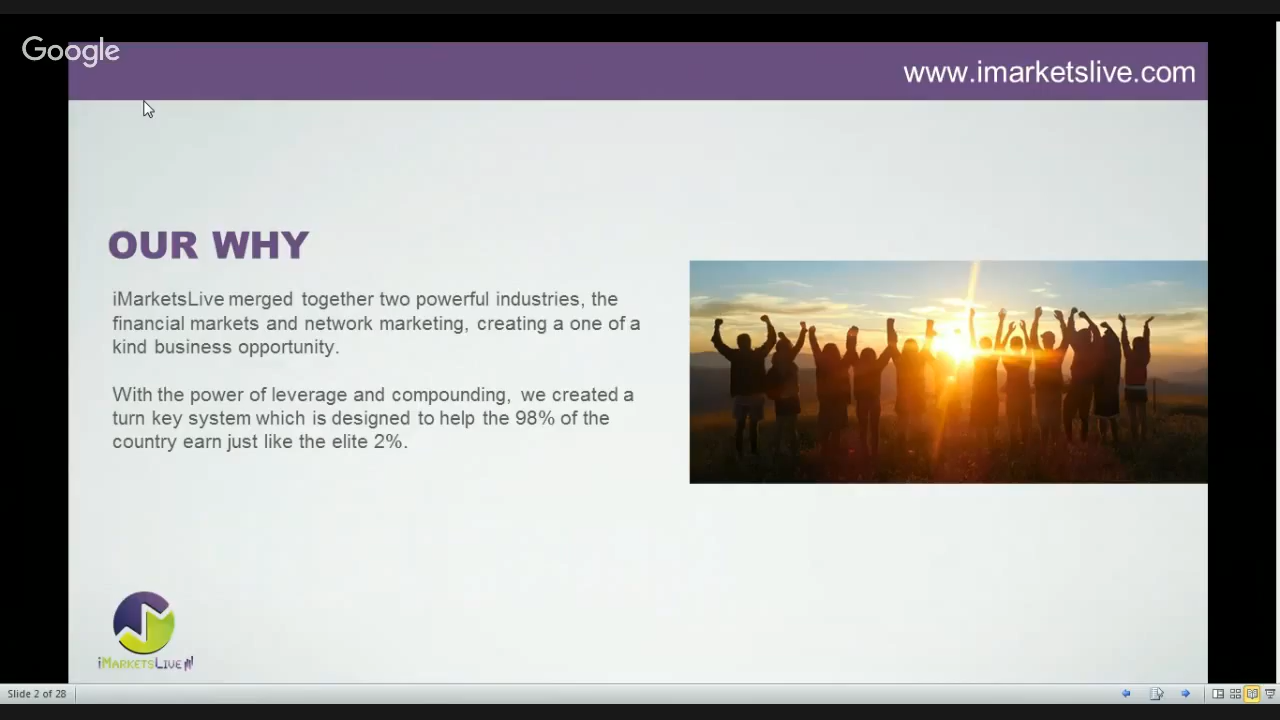 Google
www.imarketslive.com
OUR WHY
iMarketsLive merged together two powerful industries, the
financial markets and network marketing, creating a one of a
kind business opportunity.
With the power of leverage and compounding, we created a
turn key system which is designed to help the 98% of the
country earn just like the elite 2%.
iMarketsLive
Slide 2 of 28